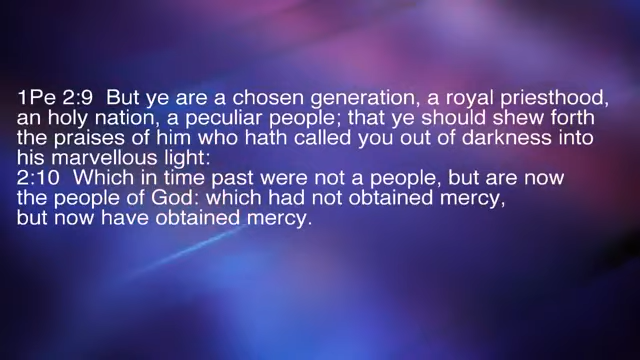 1Pe 2:9  But ye are a chosen generation, a royal priesthood,
an holy nation, a peculiar people; that ye should shew forth
the praises of him who hath called you out of darkness into
his marvellous light:
2:10  Which in time past were not a people, but are now
the people of God: which had not obtained mercy,
but now have obtained mercy.